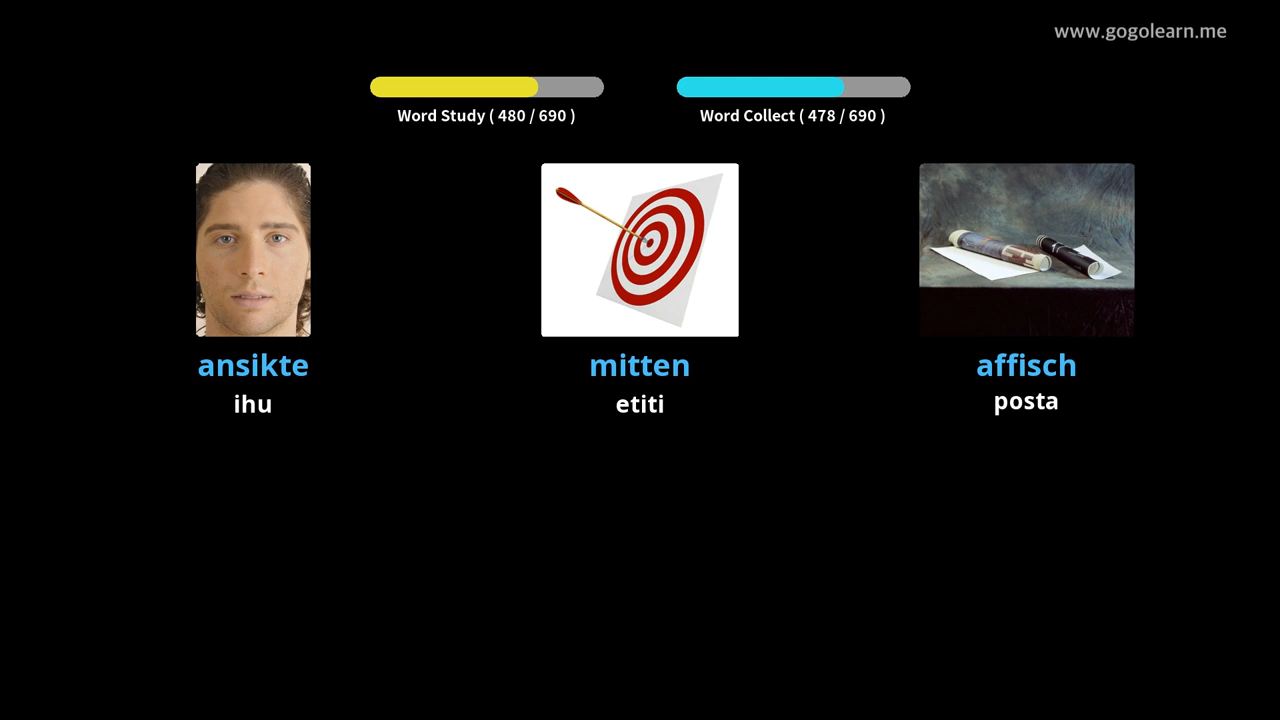 www.gogolearn.me
Word Study ( 480 / 690 )
Word Collect ( 478 / 690 )
ansikte
ihu
mitten
etiti
affisch
posta